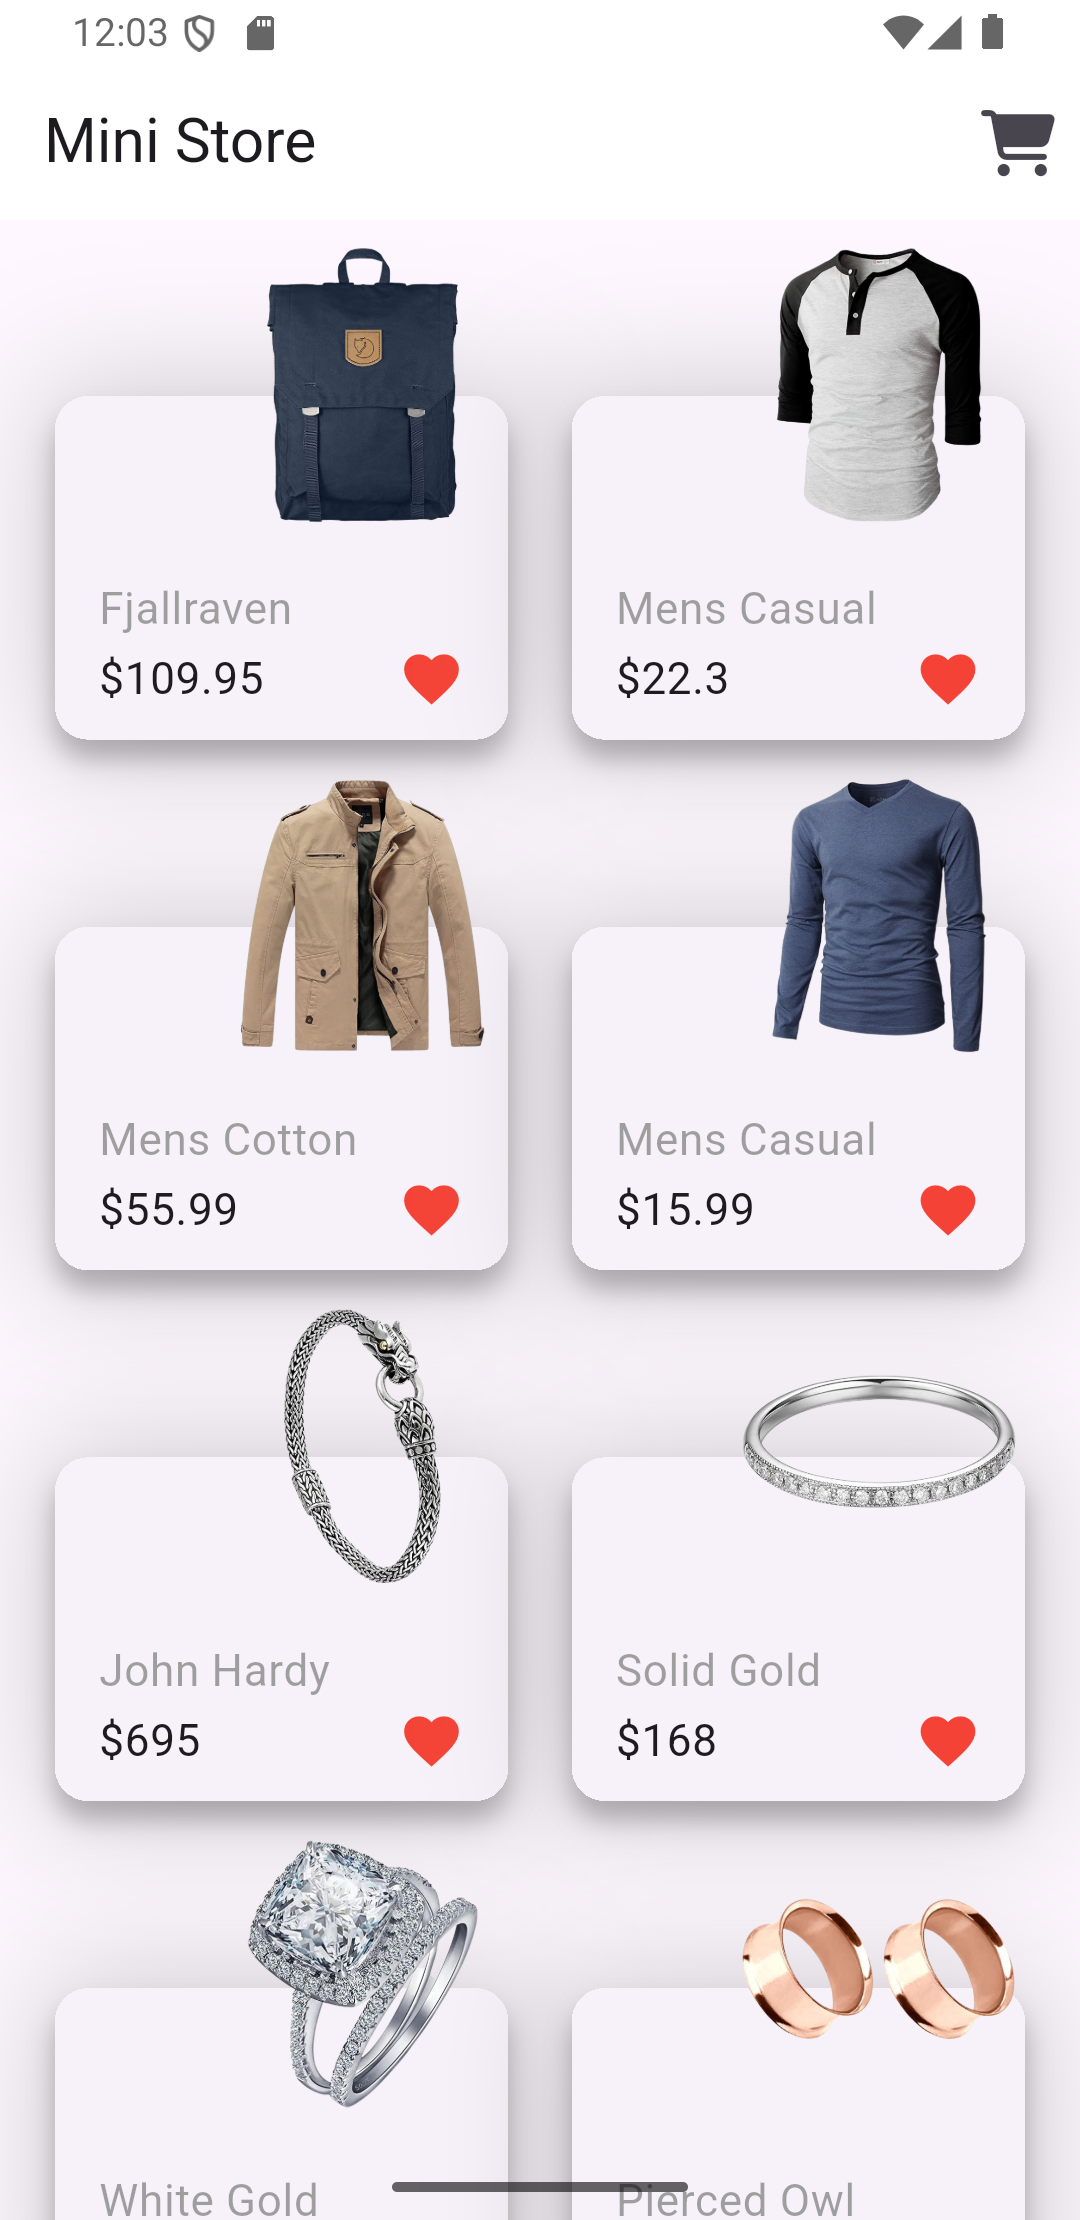 12:03
Mini Store
Fjallraven
$109.95
Mens Casual
$22.3
Mens Cotton
$55.99
Mens Casual
$15.99
John Hardy
$695
Solid Gold
$168
White Gold
Pierced Owl